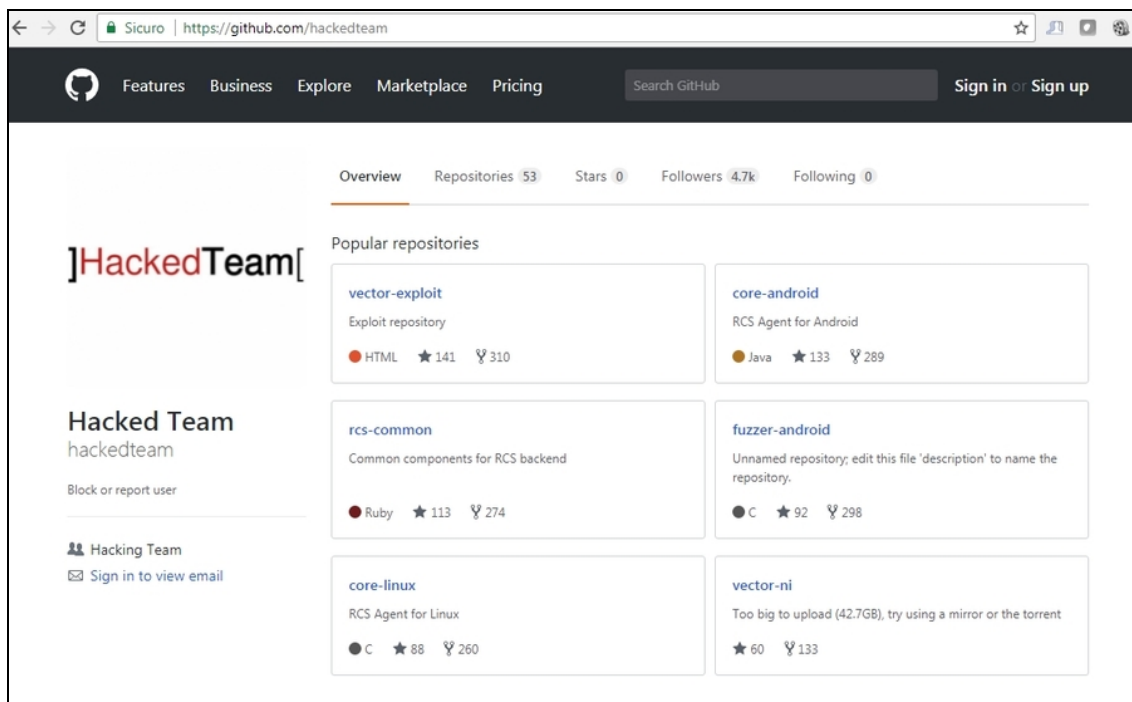 Sicuro | https://github.com/hackedteam
Features Business Explore Marketplace Pricing Search GitHub Sign in or Sign up
Overview Repositories 53 Stars 0 Followers 4.7k Following 0
]HackedTeam[
Hacked Team
hackedteam
Block or report user
Hacking Team
Sign in to view email
Popular repositories
vector-exploit
Exploit repository
HTML 141 310
core-android
RCS Agent for Android
Java 133 289
rcs-common
Common components for RCS backend
Ruby 113 274
fuzzer-android
Unnamed repository; edit this file 'description' to name the
repository.
C 92 298
core-linux
RCS Agent for Linux
C 88 260
vector-ni
Too big to upload (42.7GB), try using a mirror or the torrent
60 133